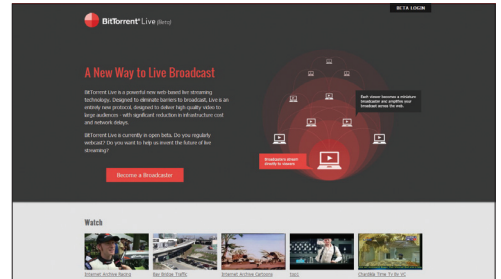 BETA LOGIN
BitTorrent® Live (Beta)
A New Way to Live Broadcast
BitTorrent Live is a powerful new web-based live streaming
technology. Designed to eliminate barriers to broadcast. Live is an
entirely new protocol, designed to deliver high quality video to
large audiences - with significant reduction in infrastructure cost
and network delays.
BitTorrent Live is currently in open beta. Do you regularly
webcast? Do you want to help us invent the future of live
streaming?
Become a Broadcaster
Each viewer becomes a miniature
broadcaster and amplifies your
broadcast across the web.
Broadcasters stream
directly to viewers
Watch
Internet Archive Racing
Bay Bridge Traffic
Internet Archive Cartoons
Chandala Time Tv By VG